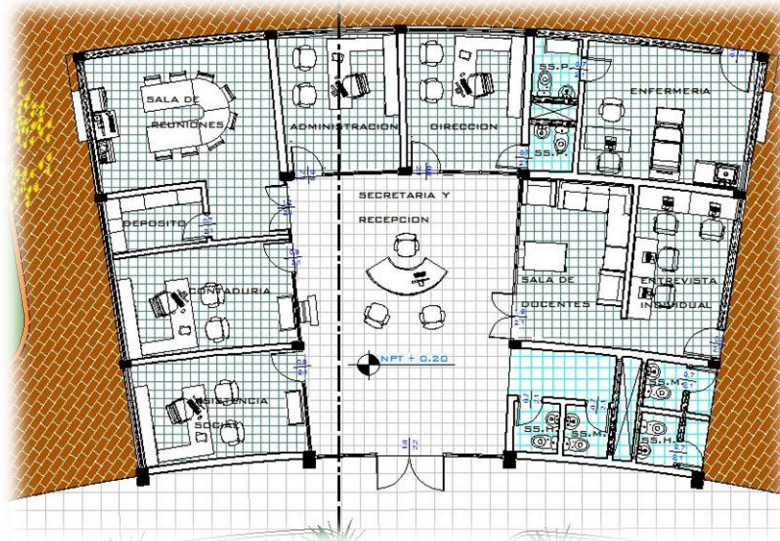 SS.P.
SALA DE
REUNIONES
ADMINISTRACION
DIRECCION
ENFERMERIA
SS.P.
SECRETARIA Y
RECEPCION
DEPOSITO
CONTADURIA
SALA DE
DOCENTES
ENTREVISTA
INDIVIDUAL
NPT + 0.20
ASISTENCIA
SOCIAL
SS.M.
SS.H.
SS.M.
SS.H.